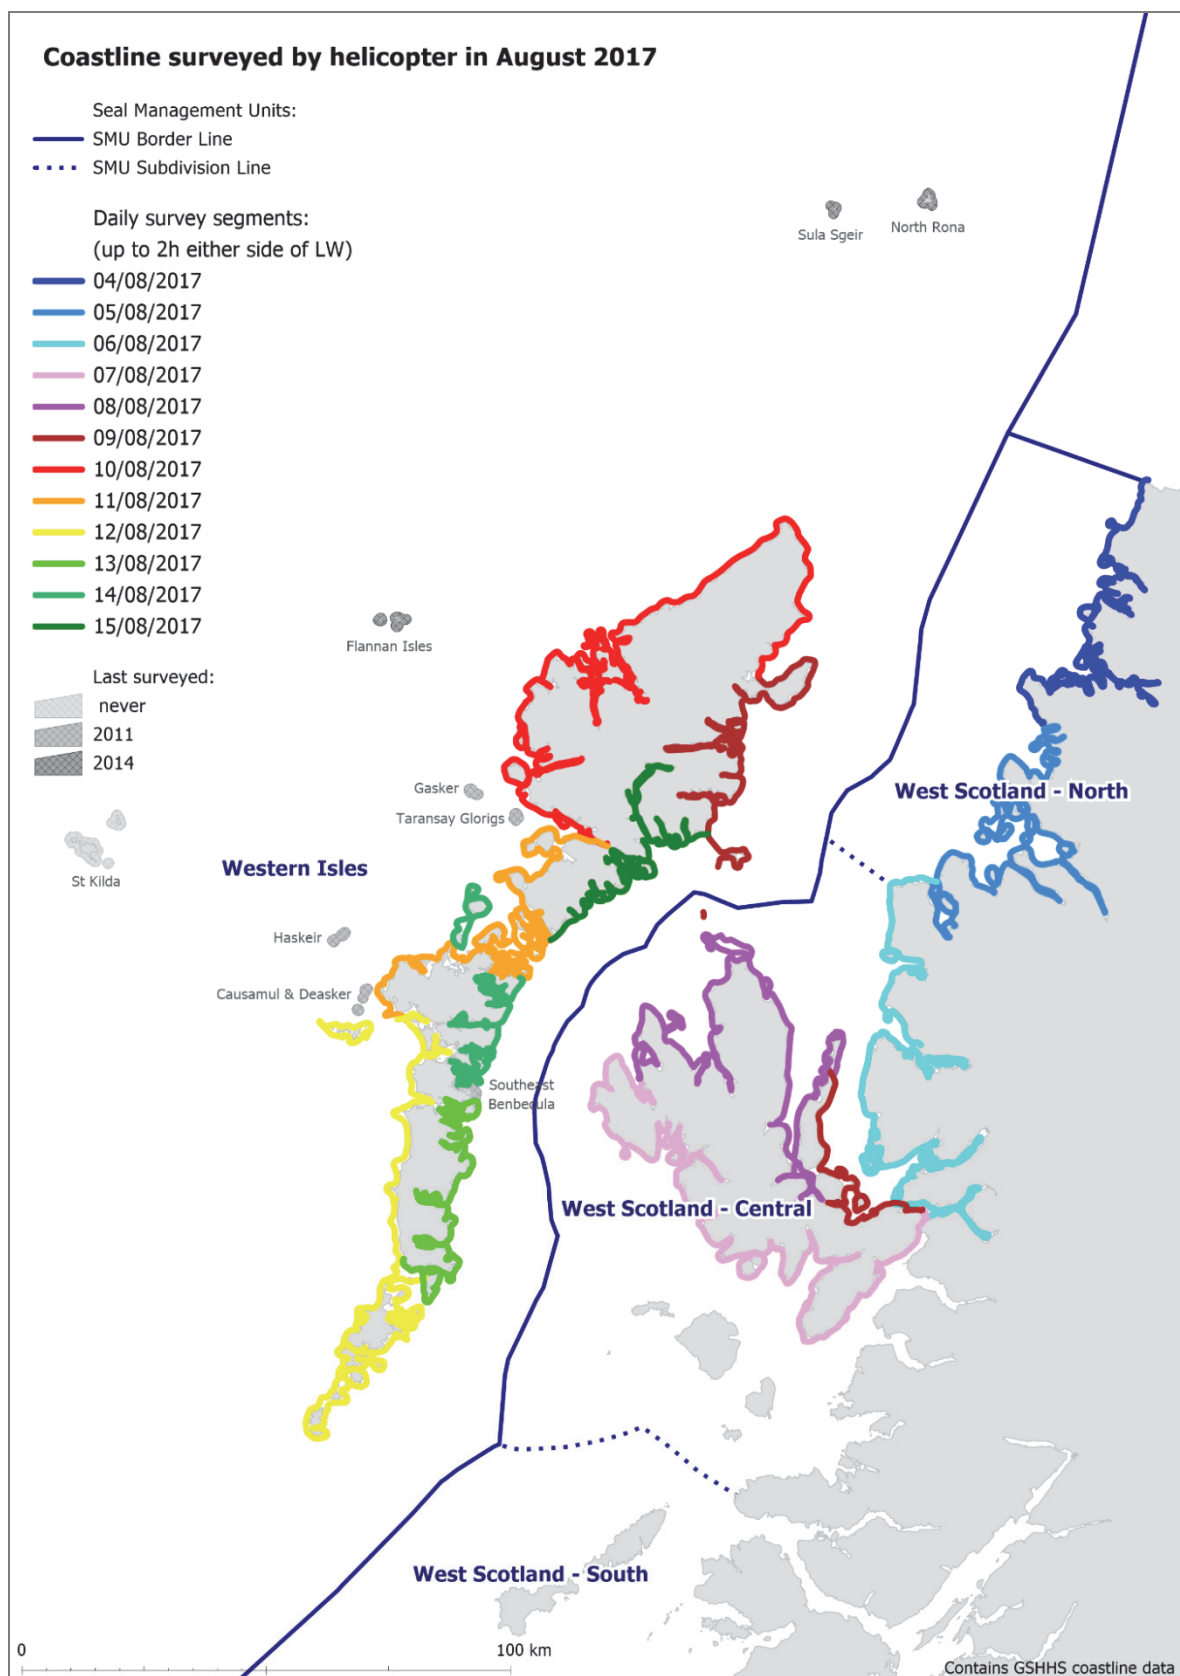 Coastline surveyed by helicopter in August 2017
Seal Management Units:
SMU Border Line
SMU Subdivision Line
Daily survey segments:
(up to 2h either side of LW)
04/08/2017
05/08/2017
06/08/2017
07/08/2017
08/08/2017
09/08/2017
10/08/2017
11/08/2017
12/08/2017
13/08/2017
14/08/2017
15/08/2017
Last surveyed:
never
2011
2014
Sula Sgeir
North Rona
Flannan Isles
Gasker
Taransay Glorigs
West Scotland - North
St Kilda
Western Isles
Haskeir
Causamul & Deasker
Southeast
Benbecula
West Scotland - Central
West Scotland - South
0
100 km
Contains GSHHS coastline data